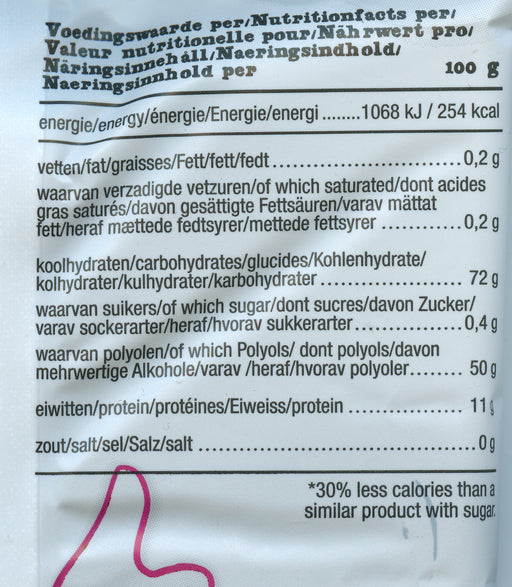 Voedingswaarde per/Nutritionfacts per/
Valeur nutritionelle pour/Nährwert pro/
Näringsinnehåll/Næringsindhold/
Naeringsinnhold per 100 g
energie/energy/énergie/Energie/energi ........1068 kJ / 254 kcal
vetten/fat/graisses/Fett/fett/fedt ............................0,2 g
waarvan verzadigde vetzuren/of which saturated/dont acides
gras saturés/davon gesättigte Fettsäuren/varav mättat
fett/heraf mættede fedtsyrer/mettede fettsyrer ............0,2 g
koolhydraten/carbohydrates/glucides/Kohlenhydrate/
kolhydrater/kulhydrater/karbohydrater ..................... 72 g
waarvan suikers/of which sugar/dont sucres/davon Zucker/
varav sockerarter/heraf/hvorav sukkerarter.................0,4 g
waarvan polyolen/of which Polyols/ dont polyols/davon
mehrwertige Alkohole/varav /heraf/hvorav polyoler........ 50 g
eiwitten/protein/protéines/Eiweiss/protein ................. 11 g
zout/salt/sel/Salz/salt .........................................0 g
*30% less calories than a
similar product with sugar.